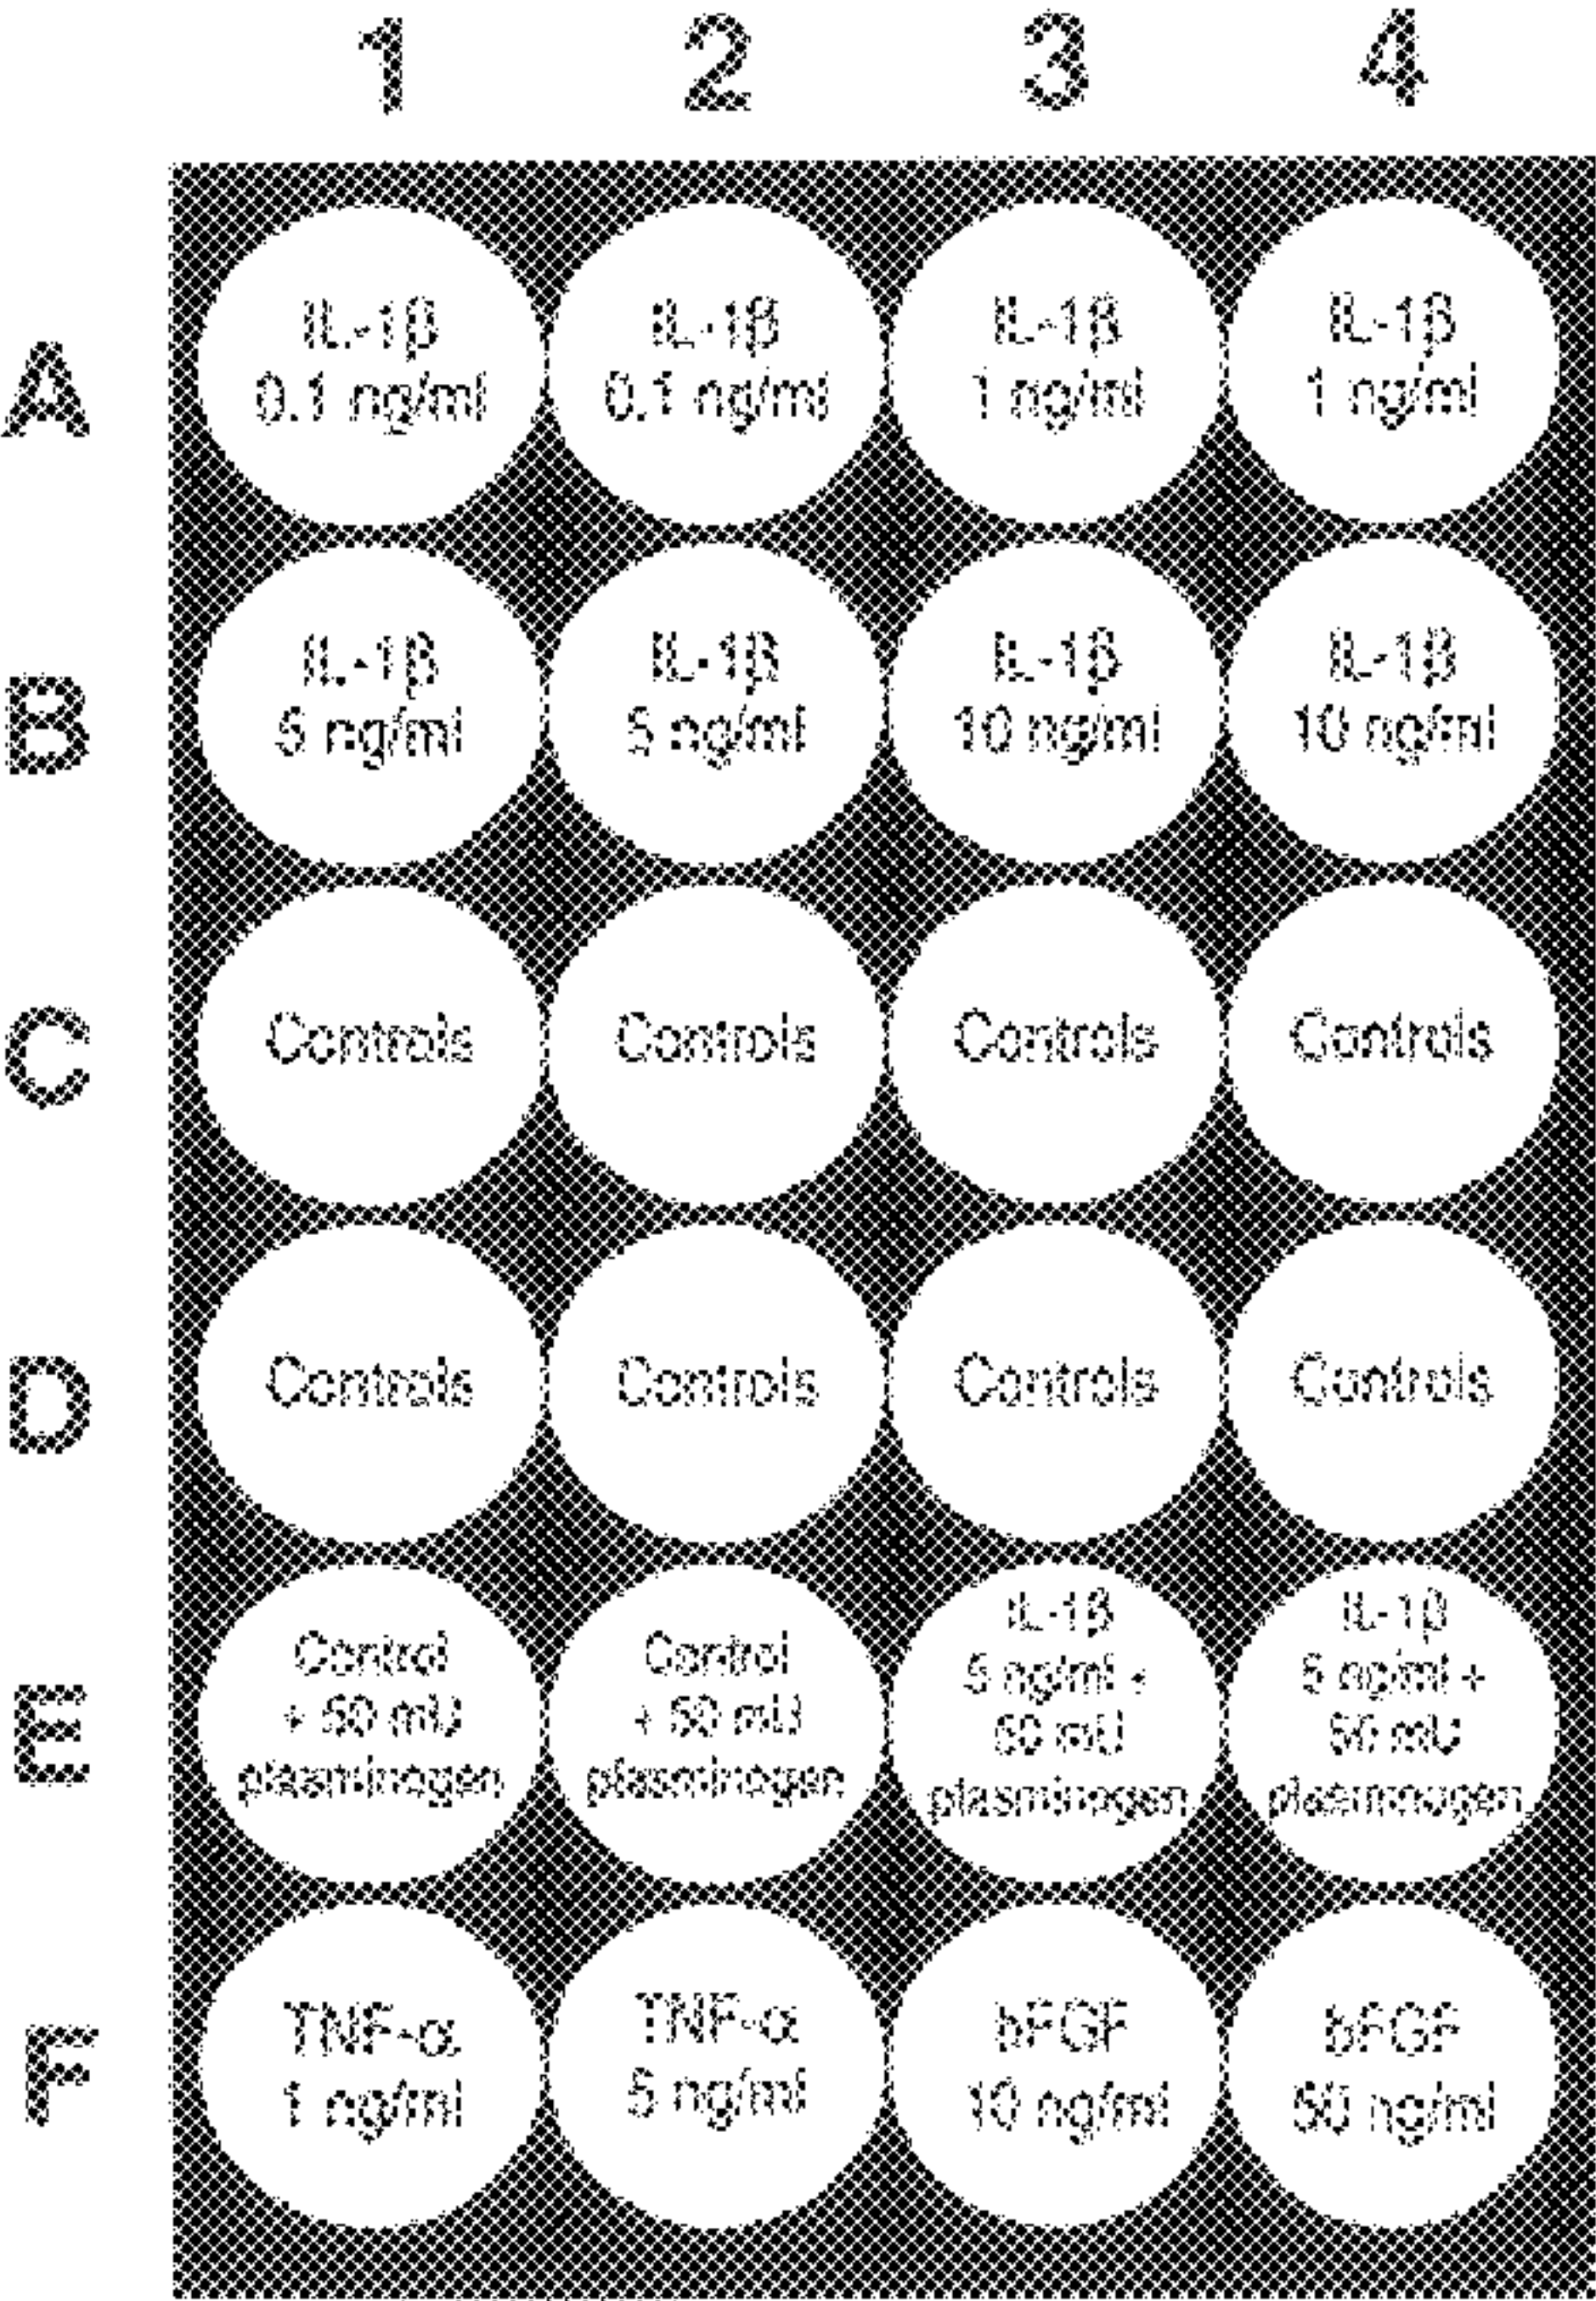 1 2 3 4
A
IL-1β IL-1β IL-1β IL-1β
0.1 ng/ml 0.1 ng/ml 1 ng/ml 1 ng/ml
B
IL-1β IL-1β IL-1β IL-1β
5 ng/ml 5 ng/ml 10 ng/ml 10 ng/ml
C
Controls Controls Controls Controls
D
Controls Controls Controls Controls
E
Control Control IL-1β IL-1β
+ 50 mU + 50 mU 5 ng/ml + 5 ng/ml +
plasminogen plasminogen 50 mU 50 mU
plasminogen plasminogen
F
TNF-α TNF-α bFGF bFGF
1 ng/ml 5 ng/ml 10 ng/ml 50 ng/ml